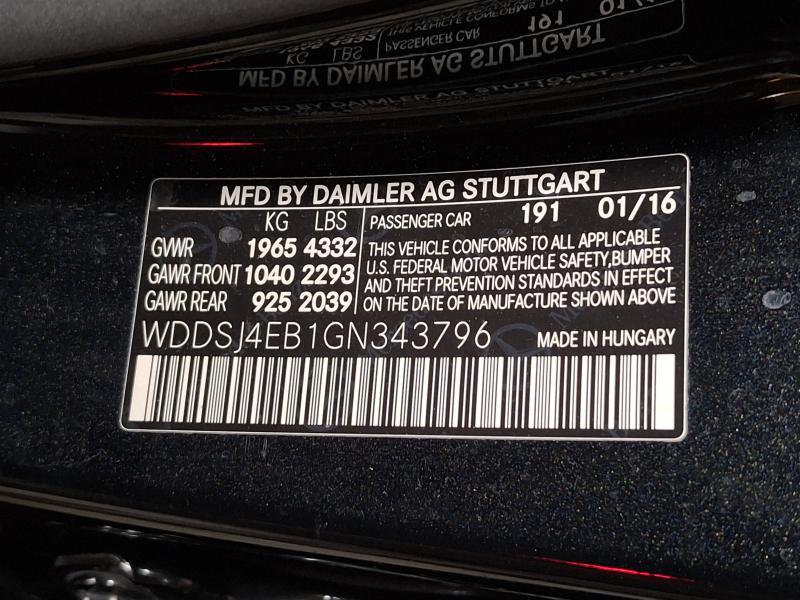 MFD BY DAIMLER AG STUTTGART
KG LBS PASSENGER CAR 191 01/16
GVWR 1965 4332
GAWR FRONT 1040 2293
GAWR REAR 925 2039
THIS VEHICLE CONFORMS TO ALL APPLICABLE
U.S. FEDERAL MOTOR VEHICLE SAFETY,BUMPER
AND THEFT PREVENTION STANDARDS IN EFFECT
ON THE DATE OF MANUFACTURE SHOWN ABOVE
WDDSJ4EB1GN343796 MADE IN HUNGARY